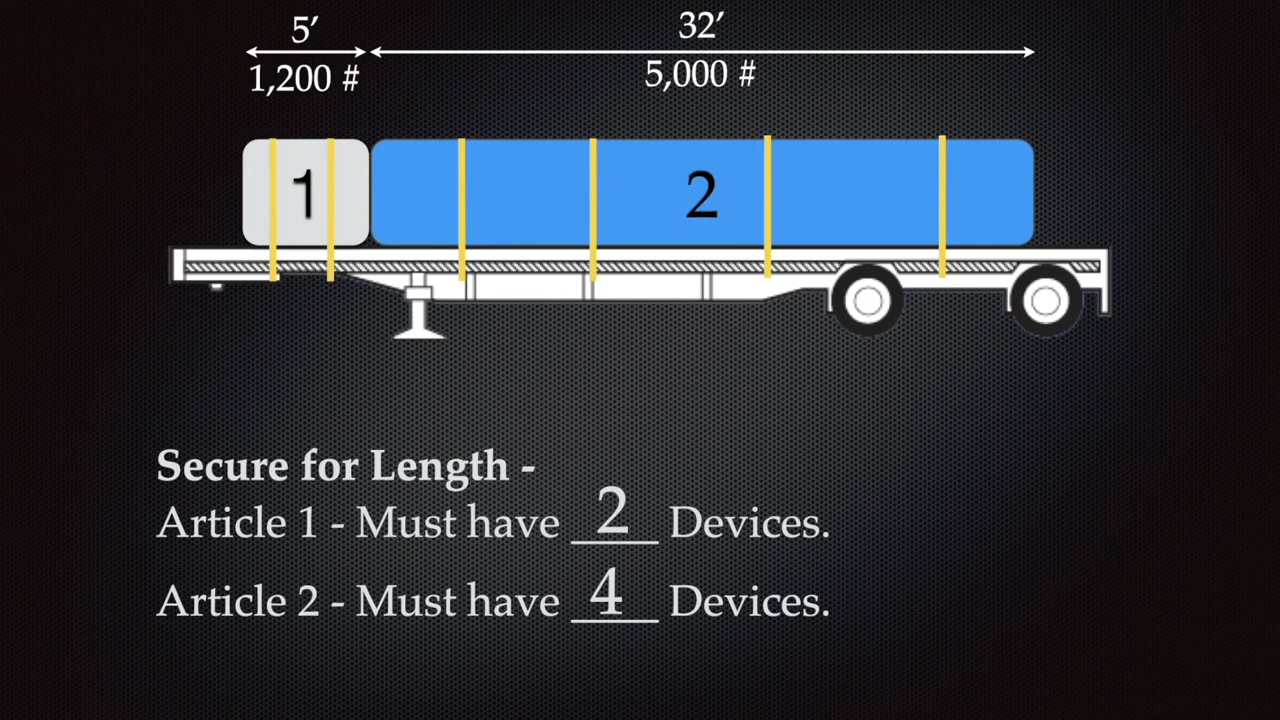 5′ 32′
1,200 # 5,000 #
1 2
Secure for Length -
Article 1 - Must have 2 Devices.
Article 2 - Must have 4 Devices.